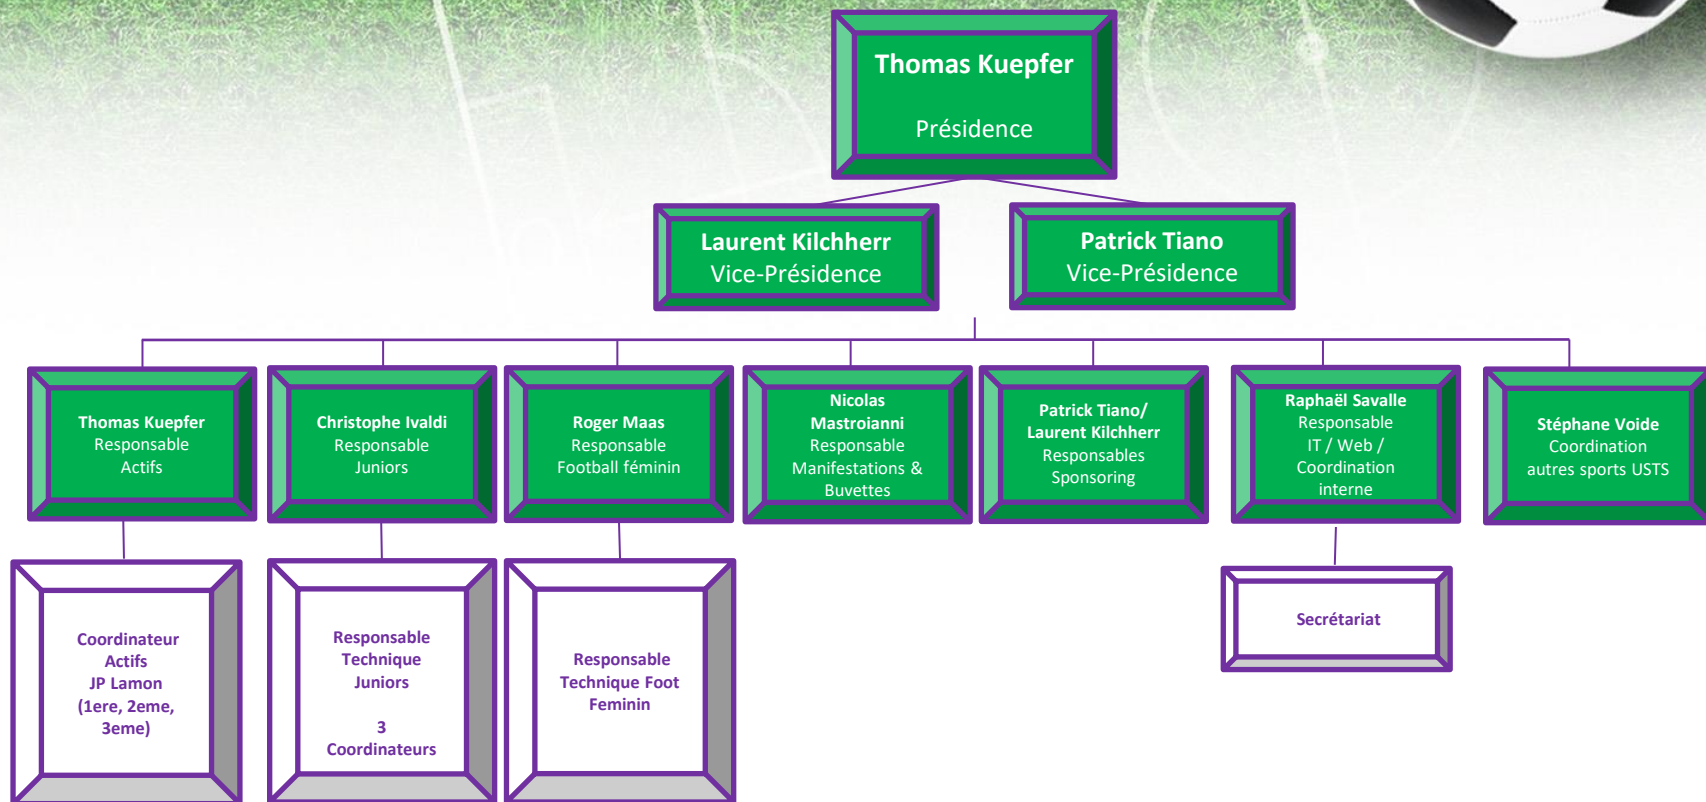 Thomas Kuepfer
Présidence
Laurent Kilchherr
Vice-Présidence
Patrick Tiano
Vice-Présidence
Thomas Kuepfer
Responsable
Actifs
Christophe Ivaldi
Responsable
Juniors
Roger Maas
Responsable
Football féminin
Nicolas
Mastroianni
Responsable
Manifestations &
Buvettes
Patrick Tiano/
Laurent Kilchherr
Responsables
Sponsoring
Raphaël Savalle
Responsable
IT / Web /
Coordination
interne
Stéphane Voide
Coordination
autres sports USTS
Coordinateur
Actifs
JP Lamon
(1ere, 2eme,
3eme)
Responsable
Technique
Juniors
3
Coordinateurs
Responsable
Technique Foot
Feminin
Secrétariat